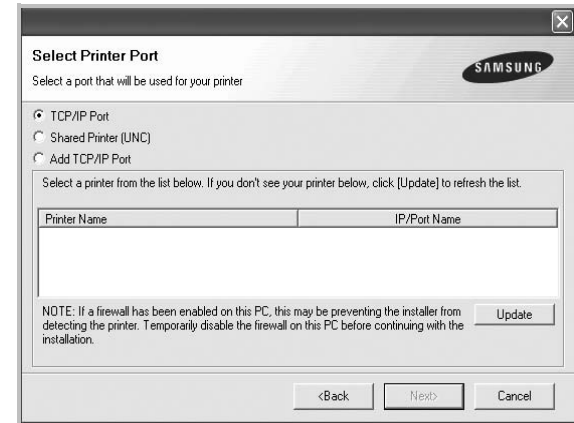 Select Printer Port
Select a port that will be used for your printer
SAMSUNG
TCP/IP Port
Shared Printer (UNC)
Add TCP/IP Port
Select a printer from the list below. If you don't see your printer below, click [Update] to refresh the list.
Printer Name IP/Port Name
NOTE: If a firewall has been enabled on this PC, this may be preventing the installer from
detecting the printer. Temporarily disable the firewall on this PC before continuing with the
installation.
Update
<Back Next> Cancel